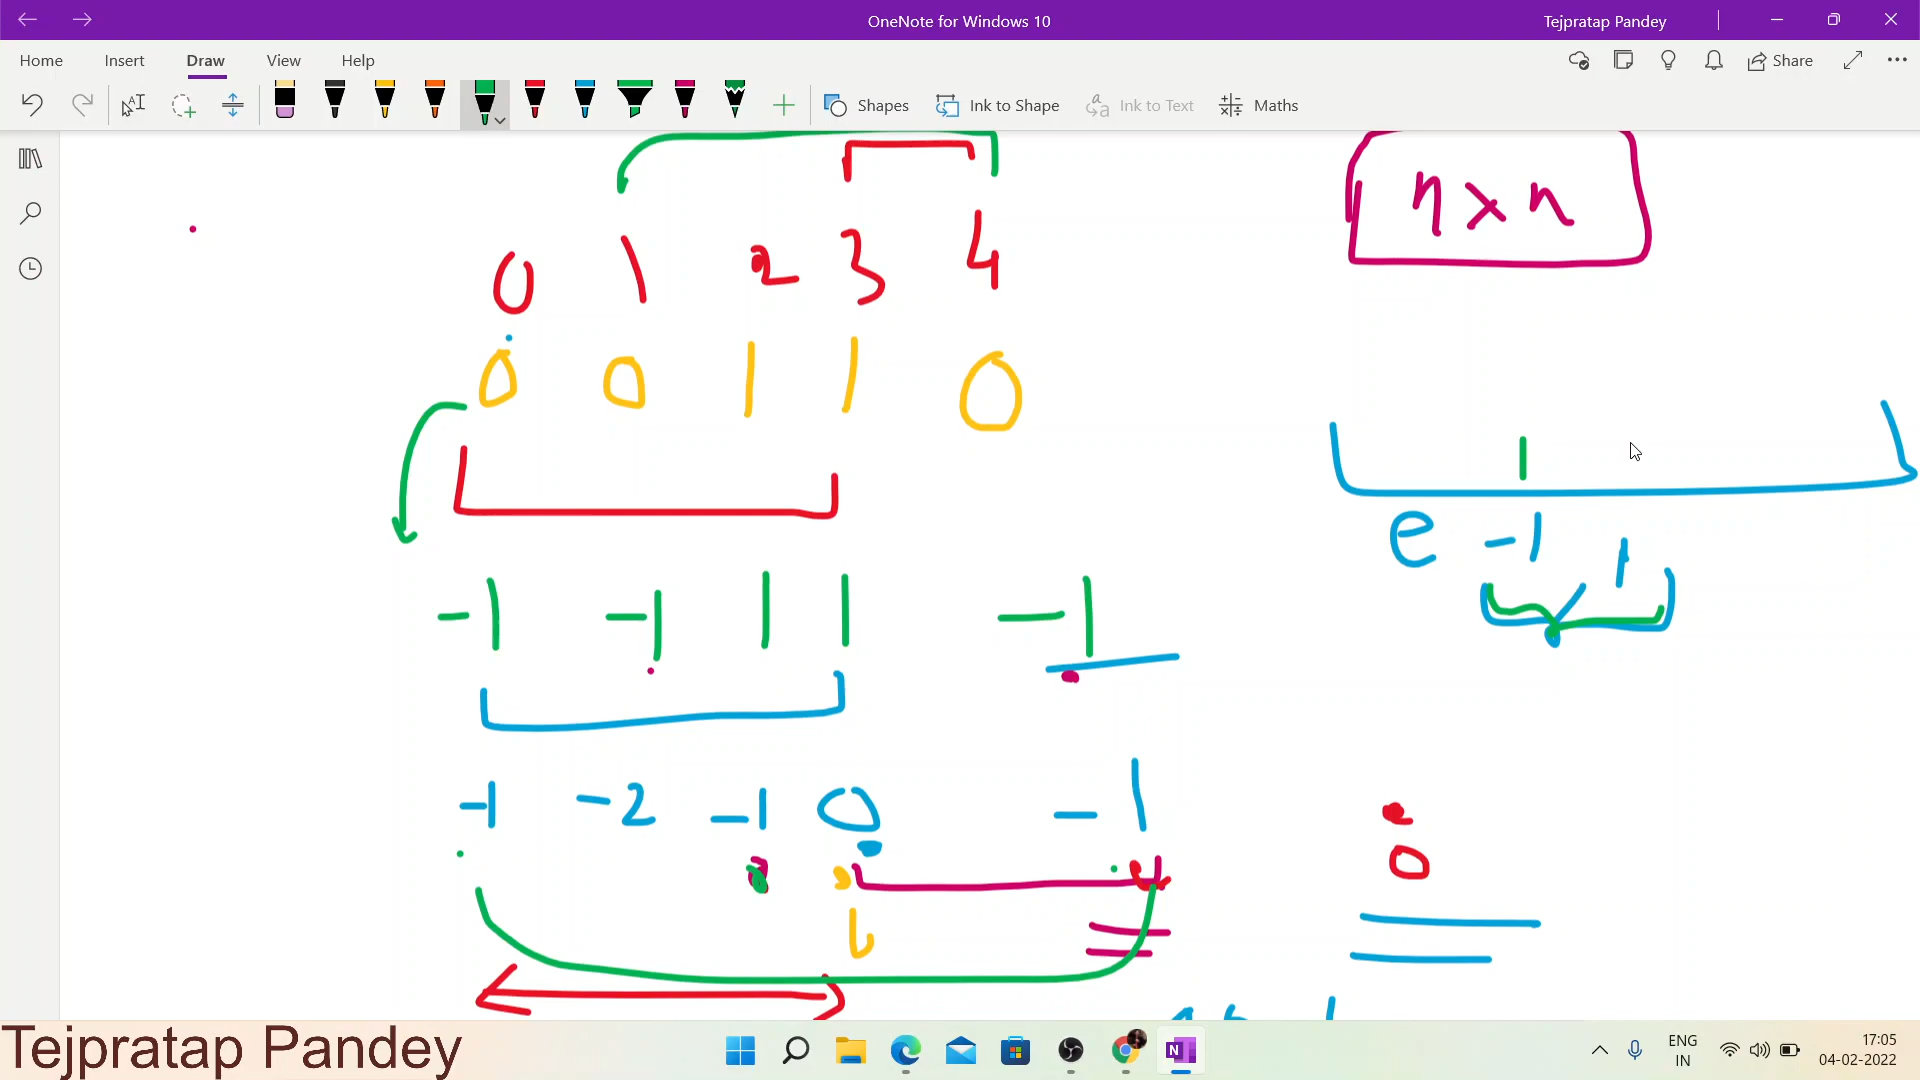 OneNote for Windows 10
Tejpratap Pandey
Home Insert Draw View Help
Share
Shapes Ink to Shape Ink to Text Maths
n x n
0 1 2 3 4
0 0 1 1 0
1
e -1 1
-1 -1 1 1 -1
-1 -2 -1 0 -1
0
Tejpratap Pandey
ENG
IN
17:05
04-02-2022